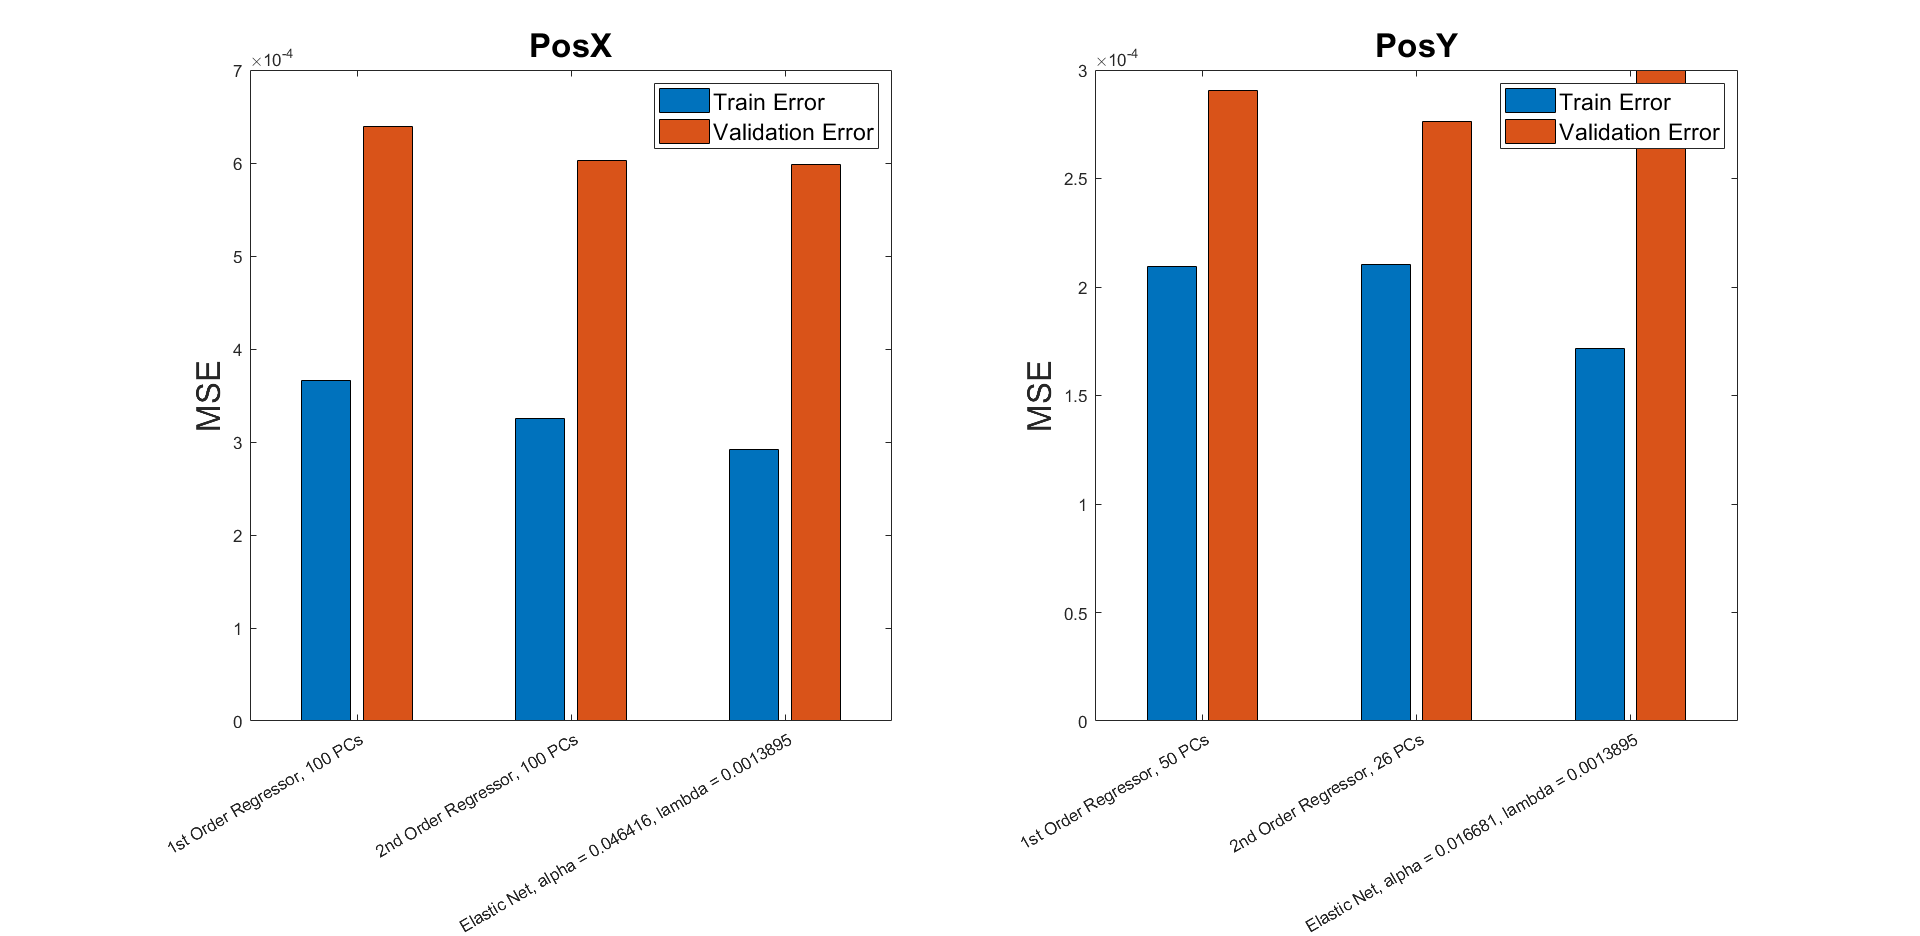 PosX
×10-4
7
6
5
4
3
2
1
0
MSE
Train Error
Validation Error
1st Order Regressor, 100 PCs
2nd Order Regressor, 100 PCs
Elastic Net, alpha = 0.046416, lambda = 0.0013895
PosY
×10-4
3
2.5
2
1.5
1
0.5
0
MSE
Train Error
Validation Error
1st Order Regressor, 50 PCs
2nd Order Regressor, 26 PCs
Elastic Net, alpha = 0.016681, lambda = 0.0013895